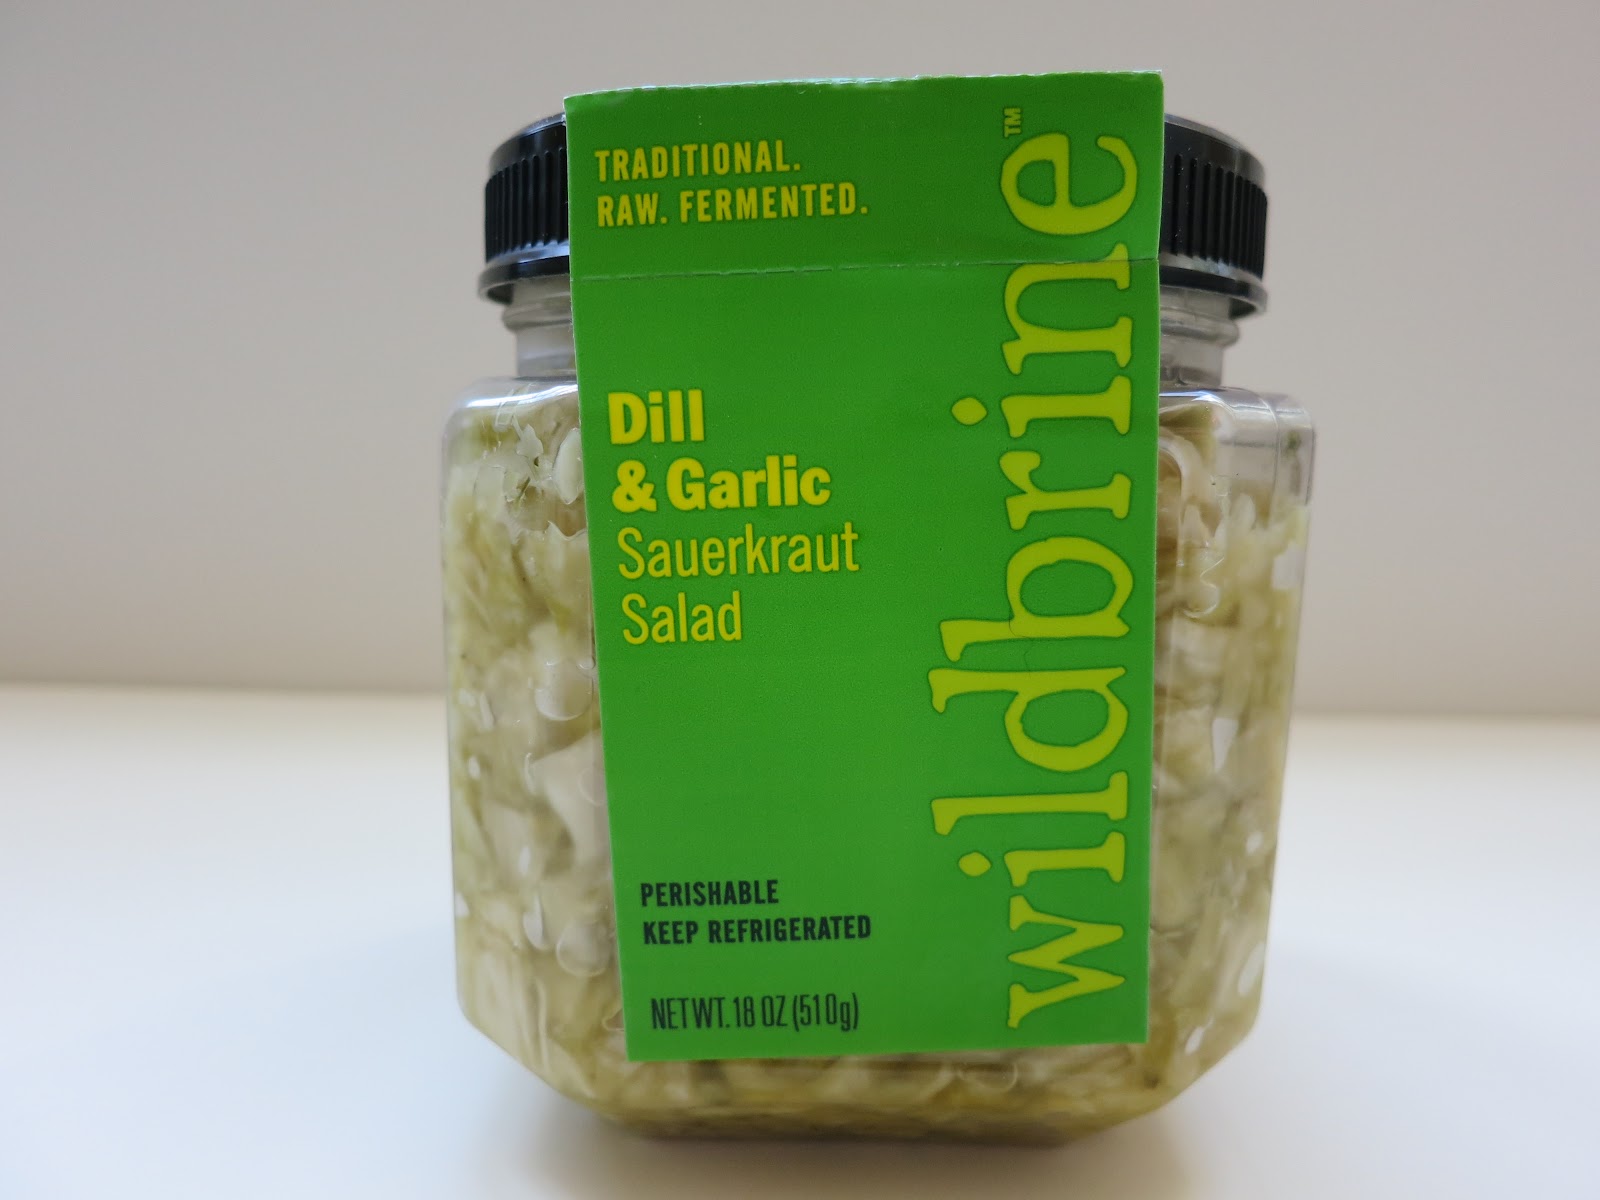 TRADITIONAL.
RAW. FERMENTED.
wildbrine™
Dill
& Garlic
Sauerkraut
Salad
PERISHABLE
KEEP REFRIGERATED
NET WT. 18 OZ (510g)